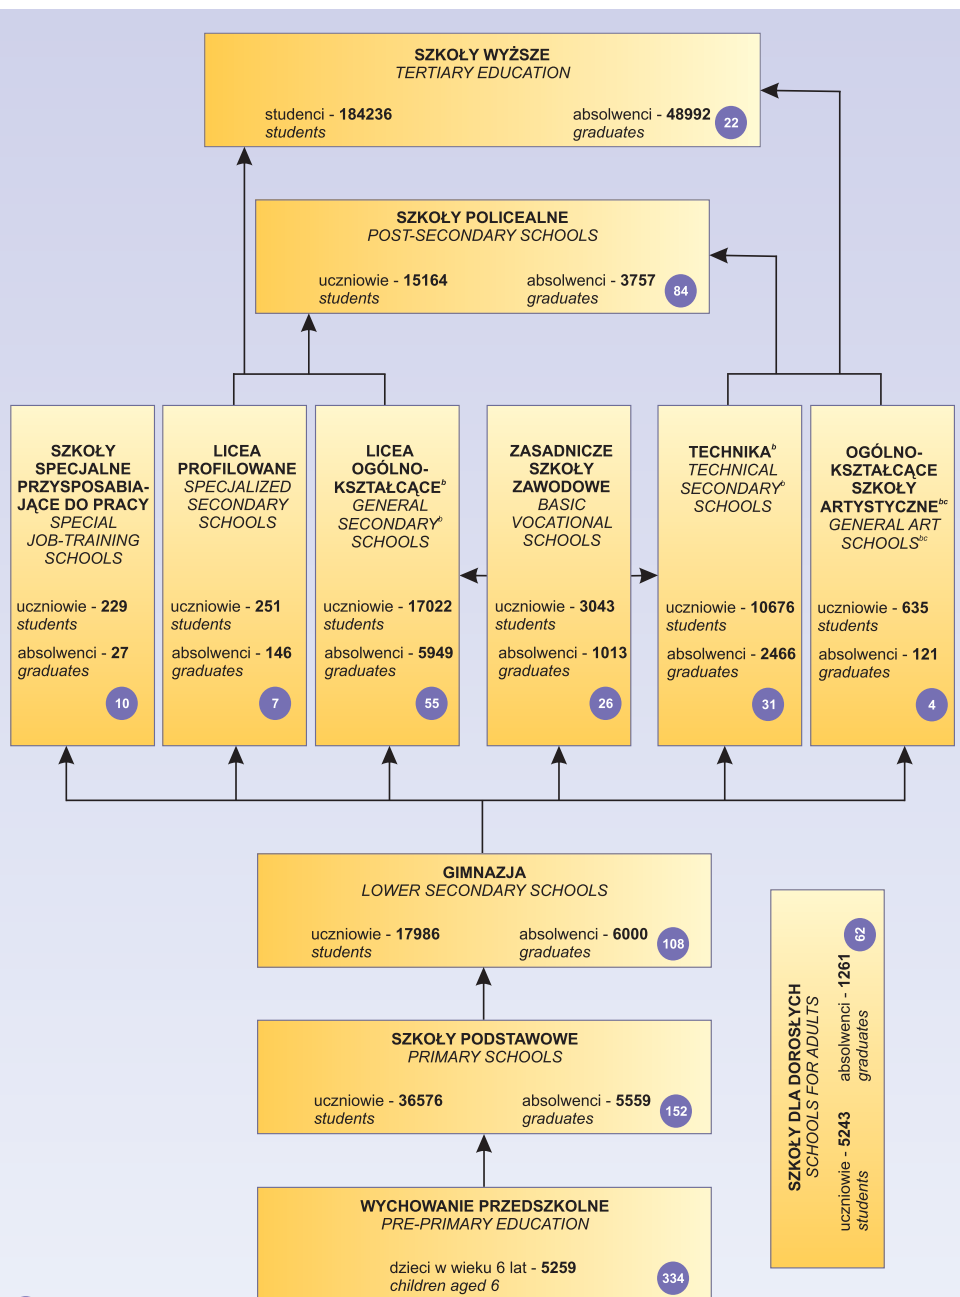 SZKOŁY WYŻSZE
TERTIARY EDUCATION
studenci - 184236
students
absolwenci - 48992
graduates
22
SZKOŁY POLICEALNE
POST-SECONDARY SCHOOLS
uczniowie - 15164
students
absolwenci - 3757
graduates
84
SZKOŁY
SPECJALNE
PRZYSPOSABIA-
JĄCE DO PRACY
SPECIAL
JOB-TRAINING
SCHOOLS
uczniowie - 229
students
absolwenci - 27
graduates
10
LICEA
PROFILOWANE
SPECJALIZED
SECONDARY
SCHOOLS
uczniowie - 251
students
absolwenci - 146
graduates
7
LICEA
OGÓLNO-
KSZTAŁCĄCEᵇ
GENERAL
SECONDARYᵇ
SCHOOLS
uczniowie - 17022
students
absolwenci - 5949
graduates
55
ZASADNICZE
SZKOŁY
ZAWODOWE
BASIC
VOCATIONAL
SCHOOLS
uczniowie - 3043
students
absolwenci - 1013
graduates
26
TECHNIKAᵇ
TECHNICAL
SECONDARYᵇ
SCHOOLS
uczniowie - 10676
students
absolwenci - 2466
graduates
31
OGÓLNO-
KSZTAŁCĄCE
SZKOŁY
ARTYSTYCZNEᵇᶜ
GENERAL ART
SCHOOLSᵇᶜ
uczniowie - 635
students
absolwenci - 121
graduates
4
GIMNAZJA
LOWER SECONDARY SCHOOLS
uczniowie - 17986
students
absolwenci - 6000
graduates
108
SZKOŁY PODSTAWOWE
PRIMARY SCHOOLS
uczniowie - 36576
students
absolwenci - 5559
graduates
152
WYCHOWANIE PRZEDSZKOLNE
PRE-PRIMARY EDUCATION
dzieci w wieku 6 lat - 5259
children aged 6
334
SZKOŁY DLA DOROSŁYCH
SCHOOLS FOR ADULTS
uczniowie - 5243
students
absolwenci - 1261
graduates
62